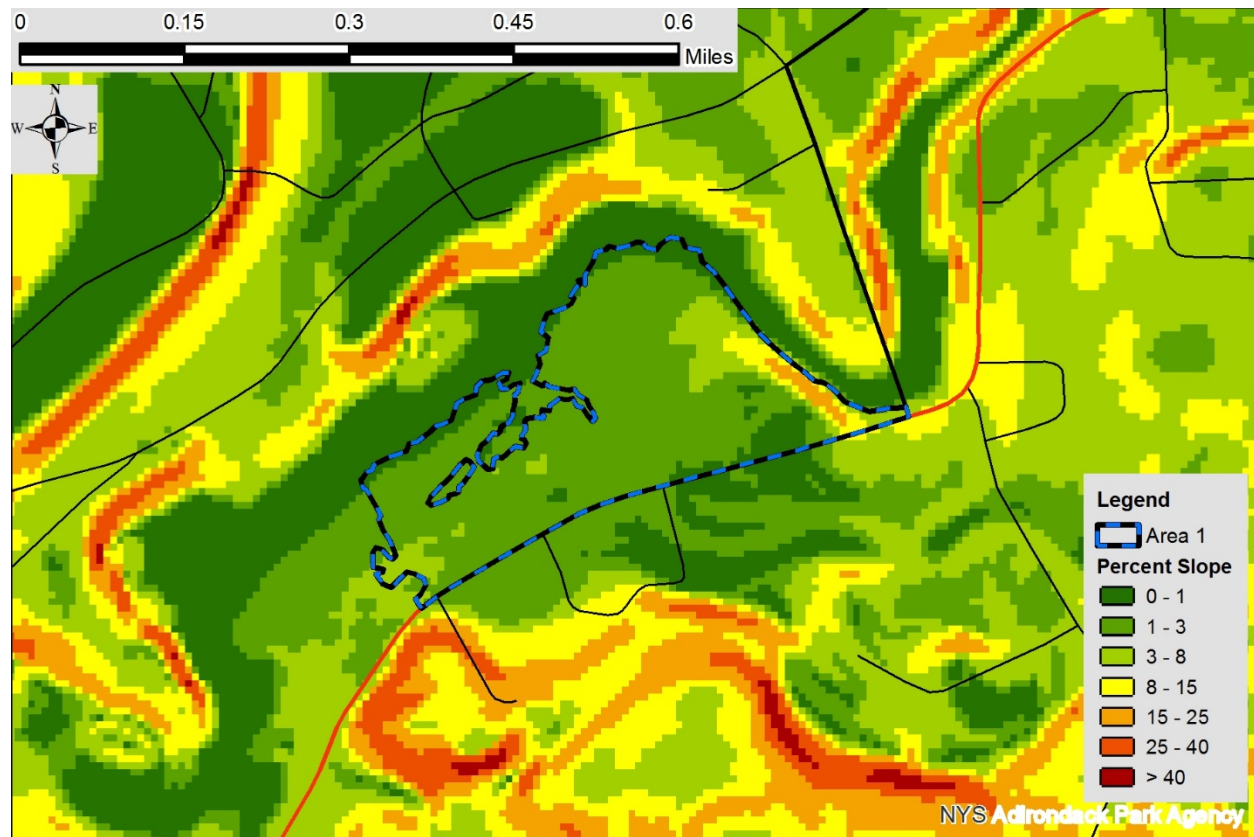 0 0.15 0.3 0.45 0.6
Miles
N
W E
S
Legend
Area 1
Percent Slope
0 - 1
1 - 3
3 - 8
8 - 15
15 - 25
25 - 40
> 40
NYS Adirondack Park Agency